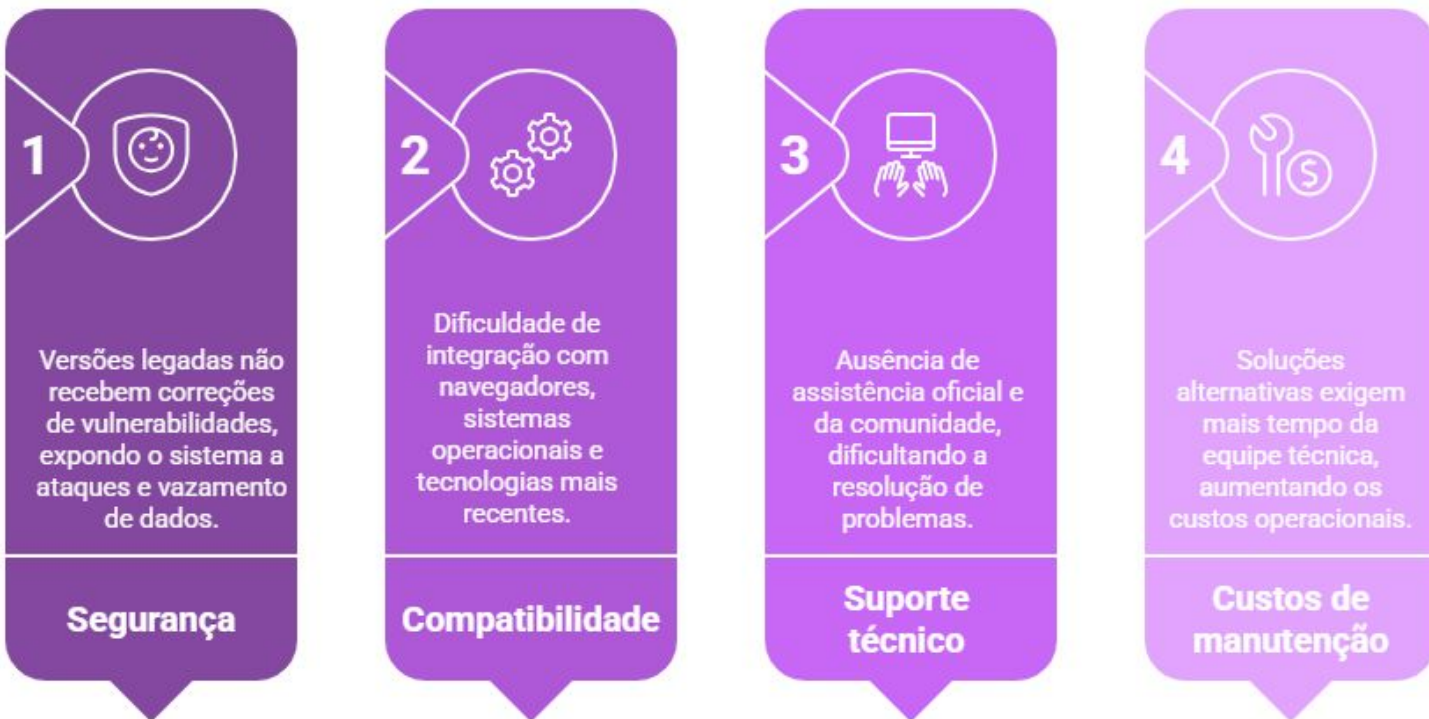 1
Versões legadas não
recebem correções
de vulnerabilidades,
expondo o sistema a
ataques e vazamento
de dados.
Segurança
2
Dificuldade de
integração com
navegadores,
sistemas
operacionais e
tecnologias mais
recentes.
Compatibilidade
3
Ausência de
assistência oficial e
da comunidade,
dificultando a
resolução de
problemas.
Suporte
técnico
4
$
Soluções
alternativas exigem
mais tempo da
equipe técnica,
aumentando os
custos operacionais.
Custos de
manutenção